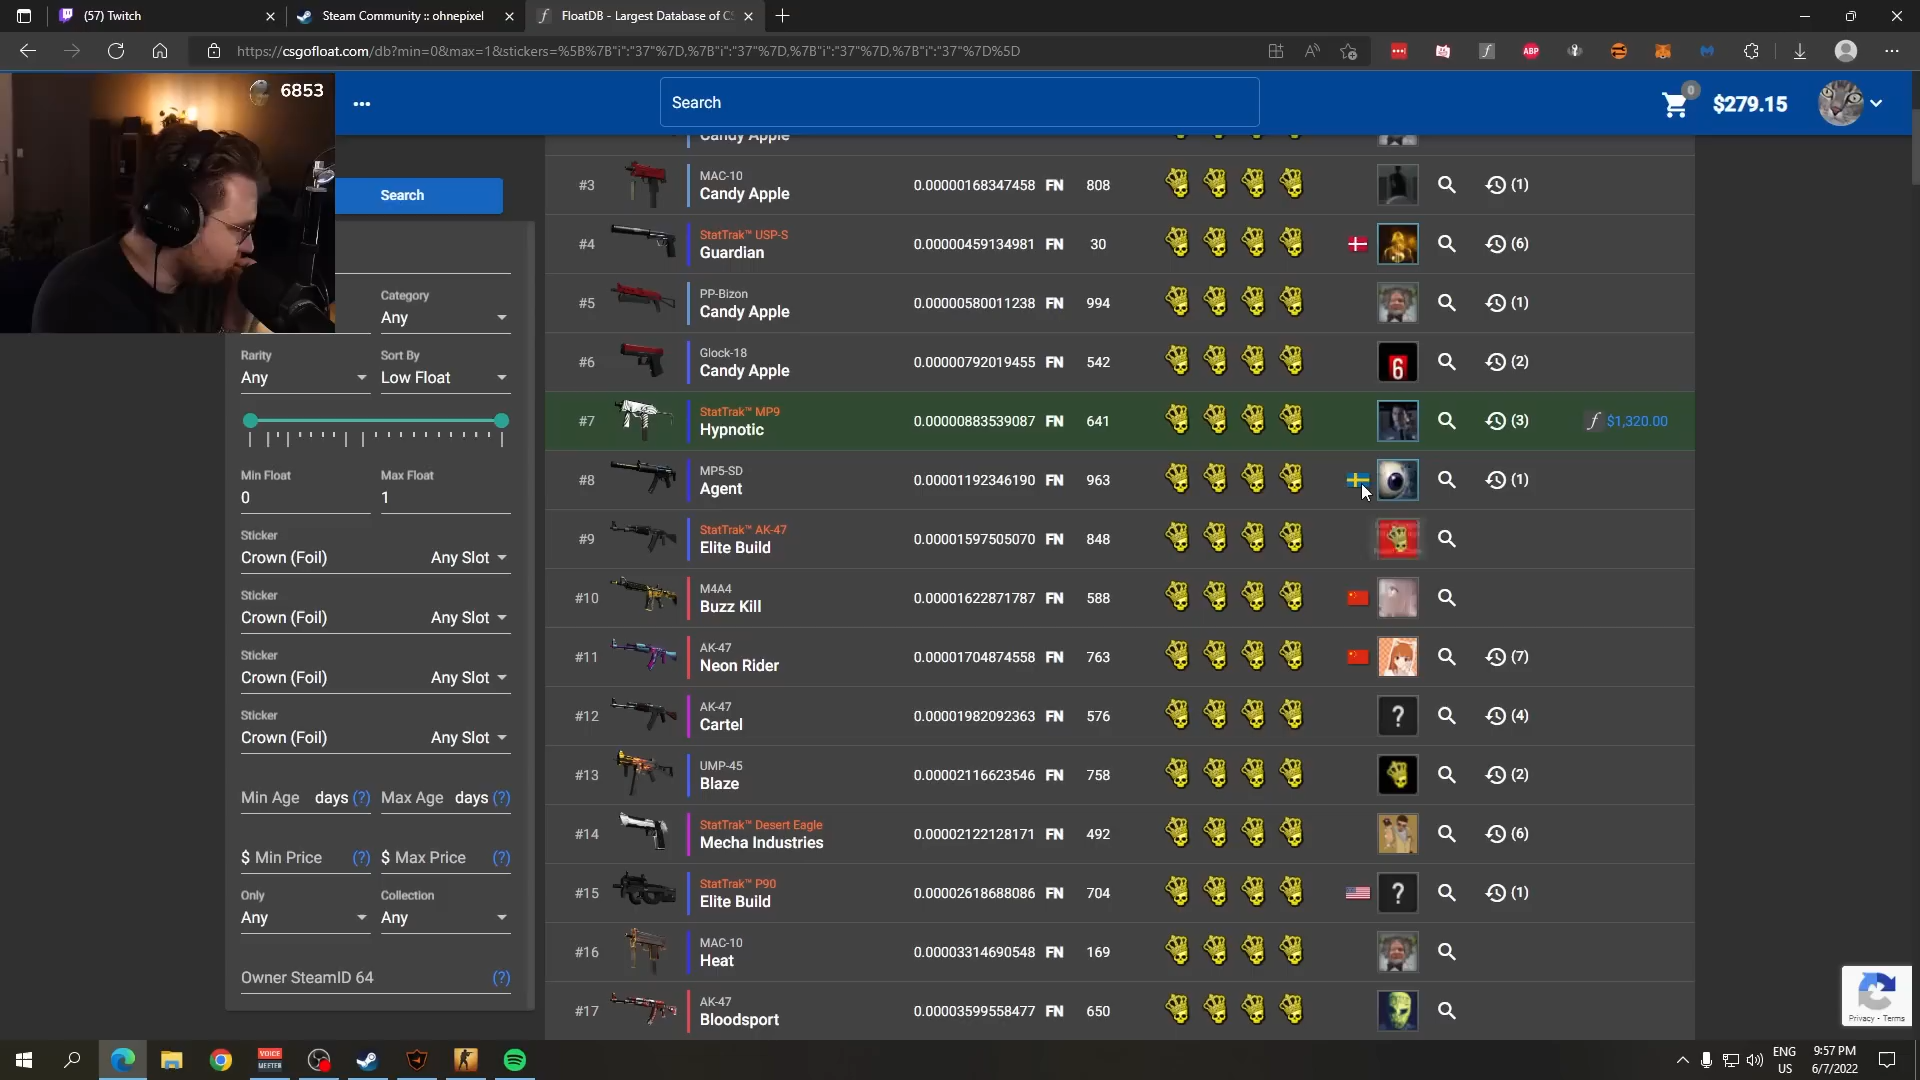 (57) Twitch
Steam Community :: ohnepixel
FloatDB - Largest Database of CS
https://csgofloat.com/db?min=0&max=1&stickers=%5B%7B"i":"37"%7D,%7B"i":"37"%7D,%7B"i":"37"%7D,%7B"i":"37"%7D%5D
ABP
6853
Search
0
$279.15
Search
Category
Any
Rarity
Any
Sort By
Low Float
Min Float
0
Max Float
1
Sticker
Crown (Foil) Any Slot
Sticker
Crown (Foil) Any Slot
Sticker
Crown (Foil) Any Slot
Sticker
Crown (Foil) Any Slot
Min Age days (?) Max Age days (?)
$ Min Price (?) $ Max Price (?)
Only
Any
Collection
Any
Owner SteamID 64 (?)
Candy Apple
#3 MAC-10
Candy Apple 0.00000168347458 FN 808 (1)
#4 StatTrak™ USP-S
Guardian 0.00000459134981 FN 30 (6)
#5 PP-Bizon
Candy Apple 0.00000580011238 FN 994 (1)
#6 Glock-18
Candy Apple 0.00000792019455 FN 542 6 (2)
#7 StatTrak™ MP9
Hypnotic 0.00000883539087 FN 641 (3) f $1,320.00
#8 MP5-SD
Agent 0.00001192346190 FN 963 (1)
#9 StatTrak™ AK-47
Elite Build 0.00001597505070 FN 848
#10 M4A4
Buzz Kill 0.00001622871787 FN 588
#11 AK-47
Neon Rider 0.00001704874558 FN 763 (7)
#12 AK-47
Cartel 0.00001982092363 FN 576 ? (4)
#13 UMP-45
Blaze 0.00002116623546 FN 758 (2)
#14 StatTrak™ Desert Eagle
Mecha Industries 0.00002122128171 FN 492 (6)
#15 StatTrak™ P90
Elite Build 0.00002618688086 FN 704 ? (1)
#16 MAC-10
Heat 0.00003314690548 FN 169
#17 AK-47
Bloodsport 0.00003599558477 FN 650
Privacy - Terms
VOICE
MEETER
ENG
US
9:57 PM
6/7/2022